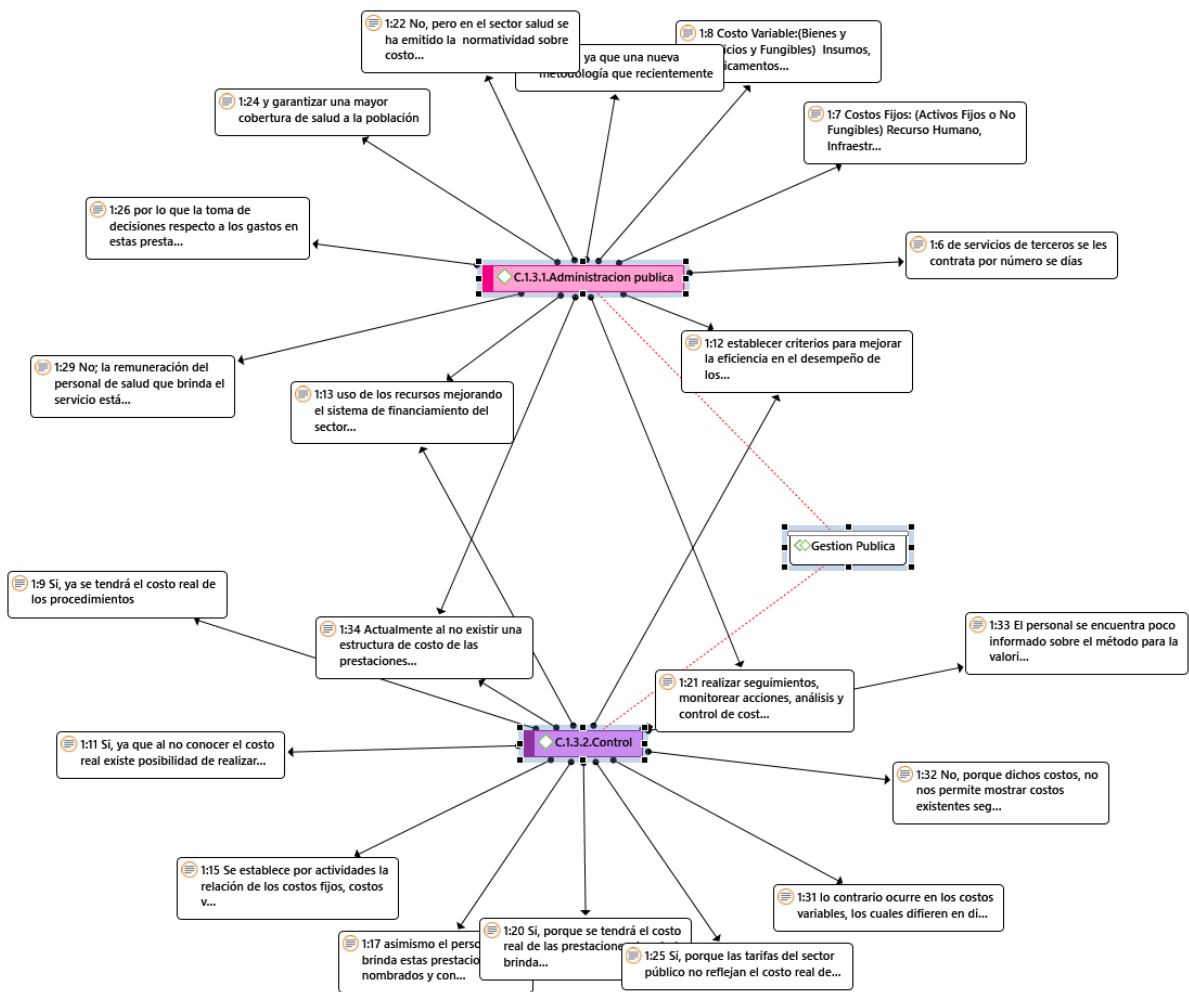 1:22 No, pero en el sector salud se
ha emitido la normatividad sobre
costo...
1:8 Costo Variable:(Bienes y
icios y Fungibles) Insumos,
icamentos...
ya que una nueva
metodología que recientemente
1:24 y garantizar una mayor
cobertura de salud a la población
1:7 Costos Fijos: (Activos Fijos o No
Fungibles) Recurso Humano,
Infraestr...
1:26 por lo que la toma de
decisiones respecto a los gastos en
estas presta...
1:6 de servicios de terceros se les
contrata por número se días
C.1.3.1.Administracion publica
1:12 establecer criterios para mejorar
la eficiencia en el desempeño de
los...
1:29 No; la remuneración del
personal de salud que brinda el
servicio está...
1:13 uso de los recursos mejorando
el sistema de financiamiento del
sector...
Gestion Publica
1:9 Si, ya se tendrá el costo real de
los procedimientos
1:34 Actualmente al no existir una
estructura de costo de las
prestaciones...
1:33 El personal se encuentra poco
informado sobre el método para la
valori...
1:21 realizar seguimientos,
monitorear acciones, análisis y
control de cost...
C.1.3.2.Control
1:11 Si, ya que al no conocer el costo
real existe posibilidad de realizar...
1:32 No, porque dichos costos, no
nos permite mostrar costos
existentes seg...
1:15 Se establece por actividades la
relación de los costos fijos, costos
v...
1:31 lo contrario ocurre en los costos
variables, los cuales difieren en di...
1:17 asimismo el perso
brinda estas prestacio
nombrados y con...
1:20 Si, porque se tendrá el costo
real de las prestaciones
brinda...
1:25 Si, porque las tarifas del sector
público no reflejan el costo real de...